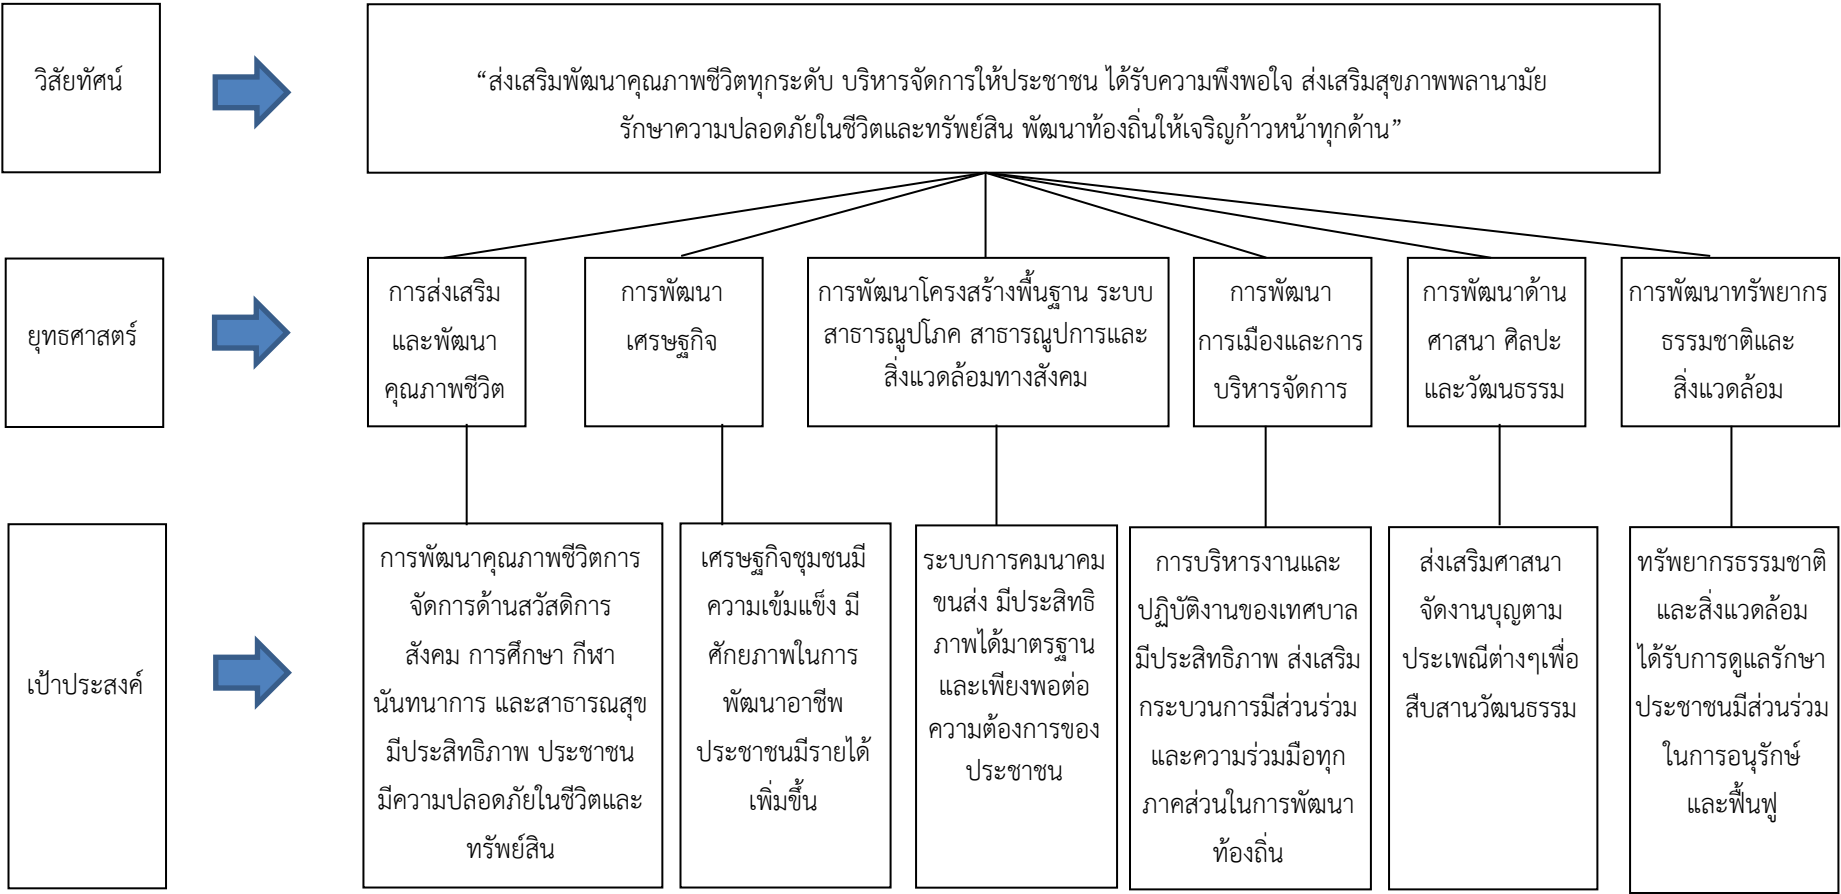 วิสัยทัศน์
“ส่งเสริมพัฒนาคุณภาพชีวิตทุกระดับ บริหารจัดการให้ประชาชน ได้รับความพึงพอใจ ส่งเสริมสุขภาพพลานามัย
รักษาความปลอดภัยในชีวิตและทรัพย์สิน พัฒนาท้องถิ่นให้เจริญก้าวหน้าทุกด้าน”
ยุทธศาสตร์
การส่งเสริม
และพัฒนา
คุณภาพชีวิต
การพัฒนา
เศรษฐกิจ
การพัฒนาโครงสร้างพื้นฐาน ระบบ
สาธารณูปโภค สาธารณูปการและ
สิ่งแวดล้อมทางสังคม
การพัฒนา
การเมืองและการ
บริหารจัดการ
การพัฒนาด้าน
ศาสนา ศิลปะ
และวัฒนธรรม
การพัฒนาทรัพยากร
ธรรมชาติและ
สิ่งแวดล้อม
เป้าประสงค์
การพัฒนาคุณภาพชีวิตการ
จัดการด้านสวัสดิการ
สังคม การศึกษา กีฬา
นันทนาการ และสาธารณสุข
มีประสิทธิภาพ ประชาชน
มีความปลอดภัยในชีวิตและ
ทรัพย์สิน
เศรษฐกิจชุมชนมี
ความเข้มแข็ง มี
ศักยภาพในการ
พัฒนาอาชีพ
ประชาชนมีรายได้
เพิ่มขึ้น
ระบบการคมนาคม
ขนส่ง มีประสิทธิ
ภาพได้มาตรฐาน
และเพียงพอต่อ
ความต้องการของ
ประชาชน
การบริหารงานและ
ปฏิบัติงานของเทศบาล
มีประสิทธิภาพ ส่งเสริม
กระบวนการมีส่วนร่วม
และความร่วมมือทุก
ภาคส่วนในการพัฒนา
ท้องถิ่น
ส่งเสริมศาสนา
จัดงานบุญตาม
ประเพณีต่างๆเพื่อ
สืบสานวัฒนธรรม
ทรัพยากรธรรมชาติ
และสิ่งแวดล้อม
ได้รับการดูแลรักษา
ประชาชนมีส่วนร่วม
ในการอนุรักษ์
และฟื้นฟู